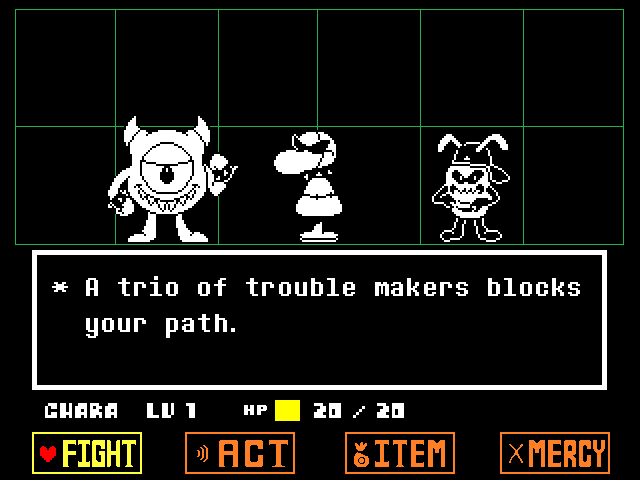 * A trio of trouble makers blocks
your path.
CHARA LV 1 HP 20 / 20
FIGHT ACT ITEM MERCY